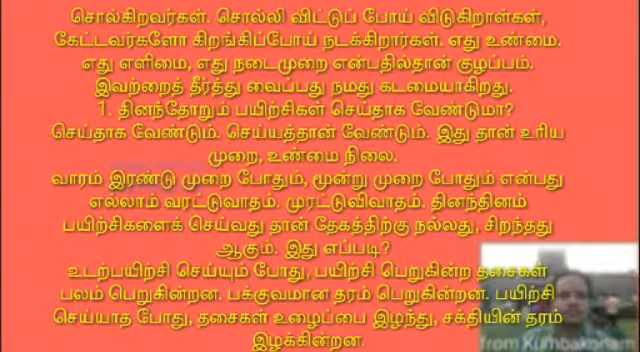 சொல்கிறவர்கள். சொல்லி விட்டுப் போய் விடுகிறாள்கள்,
கேட்டவர்களோ கிறங்கிப்போய் நடக்கிறார்கள். எது உண்மை.
எது எளிமை, எது நடைமுறை என்பதில்தான் குழப்பம்.
இவற்றைத் தீர்த்து வைப்பது நமது கடமையாகிறது.
1. தினந்தோறும் பயிற்சிகள் செய்தாக வேண்டுமா?
செய்தாக வேண்டும். செய்யத்தான் வேண்டும். இது தான் உரிய
முறை, உண்மை நிலை.
வாரம் இரண்டு முறை போதும், மூன்று முறை போதும் என்பது
எல்லாம் வரட்டுவாதம். முரட்டுவிவாதம். தினந்தினம்
பயிற்சிகளைக் செய்வது தான் தேகத்திற்கு நல்லது, சிறந்தது
ஆகும். இது எப்படி?
உடற்பயிற்சி செய்யும் போது, பயிற்சி பெறுகின்ற தசைகள்
பலம் பெறுகின்றன. பக்குவமான தரம் பெறுகின்றன. பயிற்சி
செய்யாத போது, தசைகள் உழைப்பை இழந்து, சக்தியின் தரம்
இழக்கின்றன.
from Kumbakonam